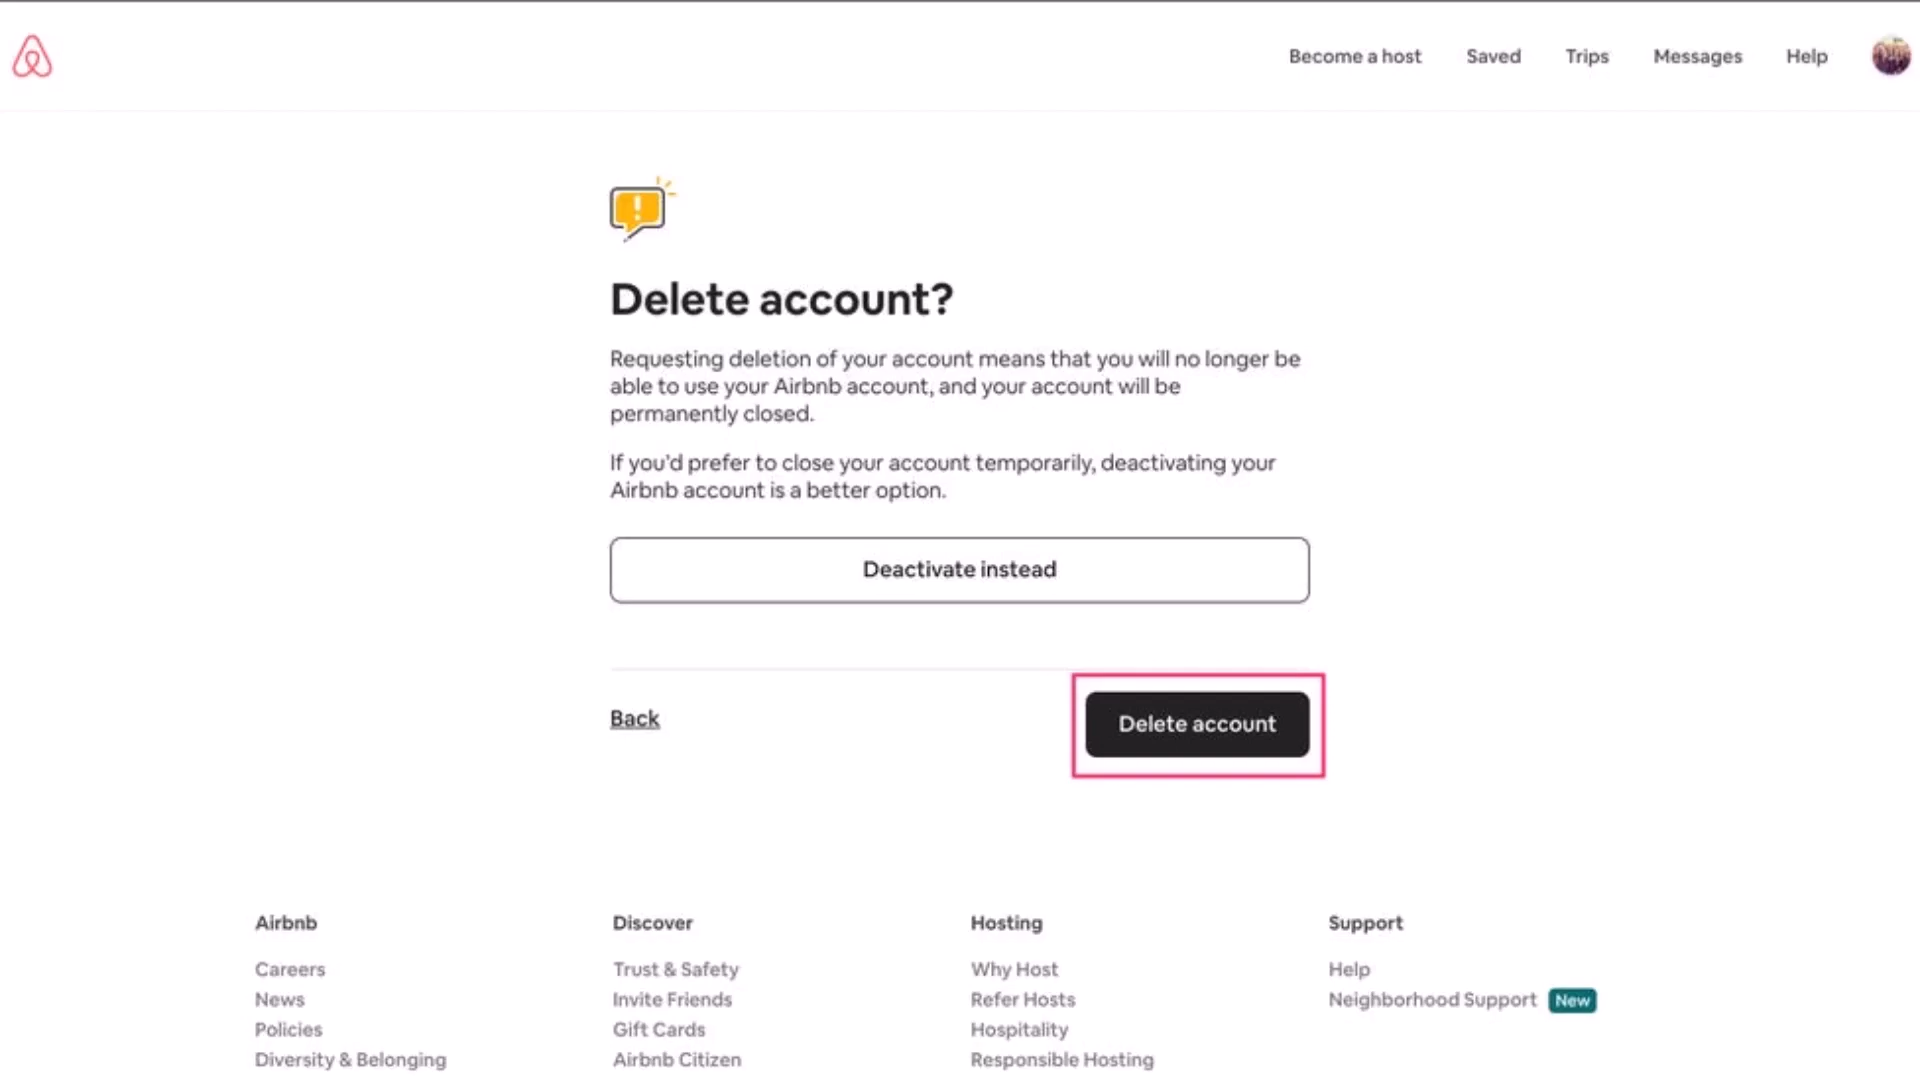 Become a host Saved Trips Messages Help
Delete account?
Requesting deletion of your account means that you will no longer be
able to use your Airbnb account, and your account will be
permanently closed.
If you'd prefer to close your account temporarily, deactivating your
Airbnb account is a better option.
Deactivate instead
Back
Delete account
Airbnb
Careers
News
Policies
Diversity & Belonging
Discover
Trust & Safety
Invite Friends
Gift Cards
Airbnb Citizen
Hosting
Why Host
Refer Hosts
Hospitality
Responsible Hosting
Support
Help
Neighborhood Support New